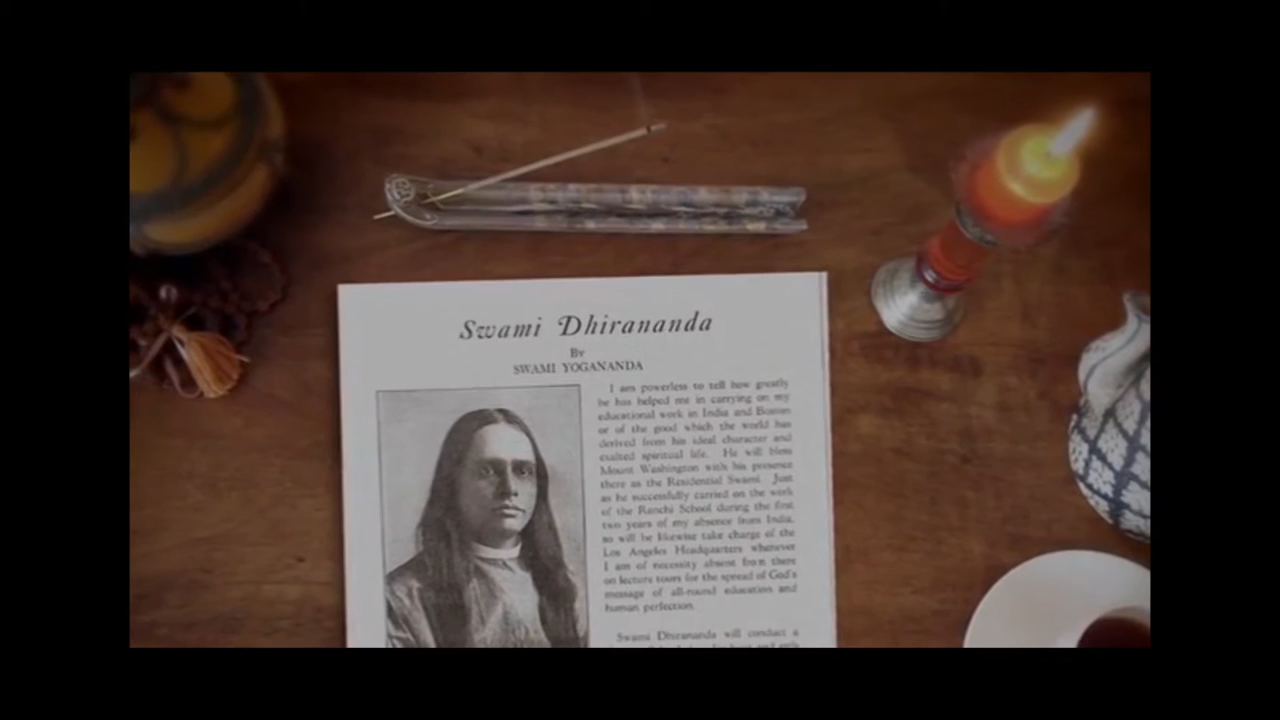 Swami Dhirananda
By
SWAMI YOGANANDA
I am powerless to tell how greatly
he has helped me in carrying on my
educational work in India and Boston
or of the good which the world has
derived from his ideal character and
exalted spiritual life. He will bless
Mount Washington with his presence
there as the Residential Swami. Just
as he successfully carried on the work
of the Ranchi School during the first
two years of my absence from India,
so will be likewise take charge of the
Los Angeles Headquarters whenever
I am of necessity absent from there
on lecture tours for the spread of God's
message of all-round education and
human perfection.
Swami Dhirananda will conduct a